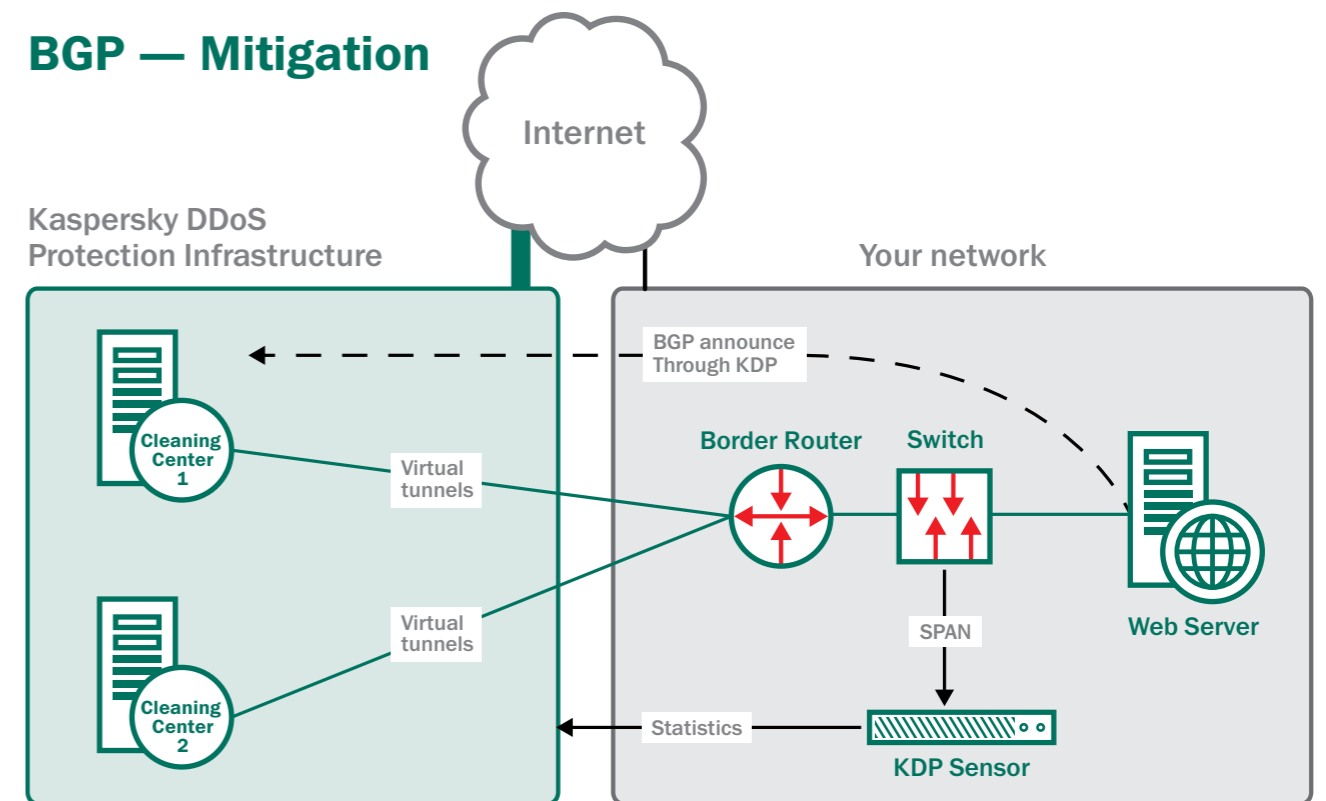 BGP — Mitigation
Internet
Kaspersky DDoS
Protection Infrastructure
Your network
BGP announce
Through KDP
Border Router
Switch
Cleaning
Center
1
Virtual
tunnels
SPAN
Web Server
Virtual
tunnels
Cleaning
Center
2
Statistics
KDP Sensor